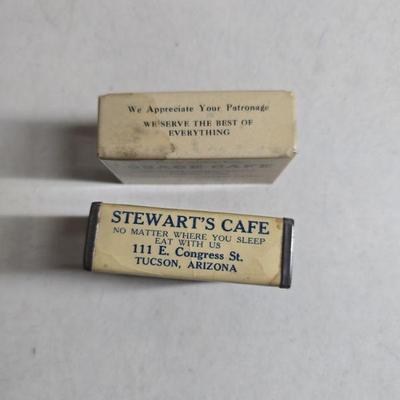 We Appreciate Your Patronage
WE SERVE THE BEST OF
EVERYTHING
CAFE
STEWART'S CAFE
NO MATTER WHERE YOU SLEEP
EAT WITH US
111 E. Congress St.
TUCSON, ARIZONA